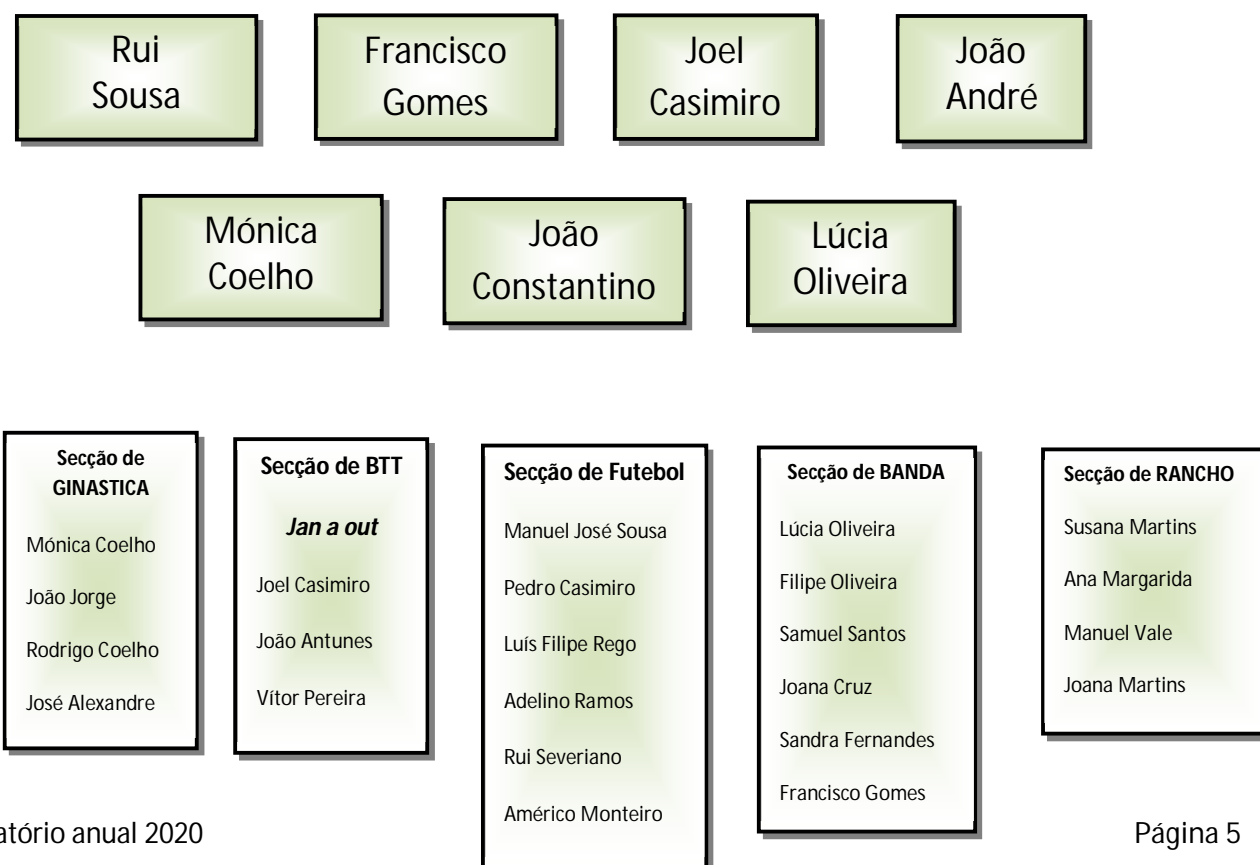 Rui
Sousa
Francisco
Gomes
Joel
Casimiro
João
André
Mónica
Coelho
João
Constantino
Lúcia
Oliveira
Secção de
GINASTICA
Mónica Coelho
João Jorge
Rodrigo Coelho
José Alexandre
Secção de BTT
Jan a out
Joel Casimiro
João Antunes
Vítor Pereira
Secção de Futebol
Manuel José Sousa
Pedro Casimiro
Luís Filipe Rego
Adelino Ramos
Rui Severiano
Américo Monteiro
Secção de BANDA
Lúcia Oliveira
Filipe Oliveira
Samuel Santos
Joana Cruz
Sandra Fernandes
Francisco Gomes
Secção de RANCHO
Susana Martins
Ana Margarida
Manuel Vale
Joana Martins
atório anual 2020
Página 5